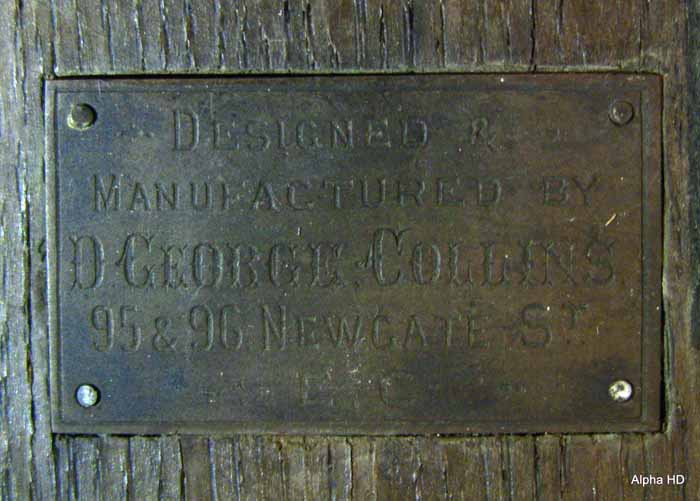 DESIGNED &
MANUFACTURED BY
D. GEORGE COLLINS
95 & 96 NEWGATE ST.
E.C
Alpha HD